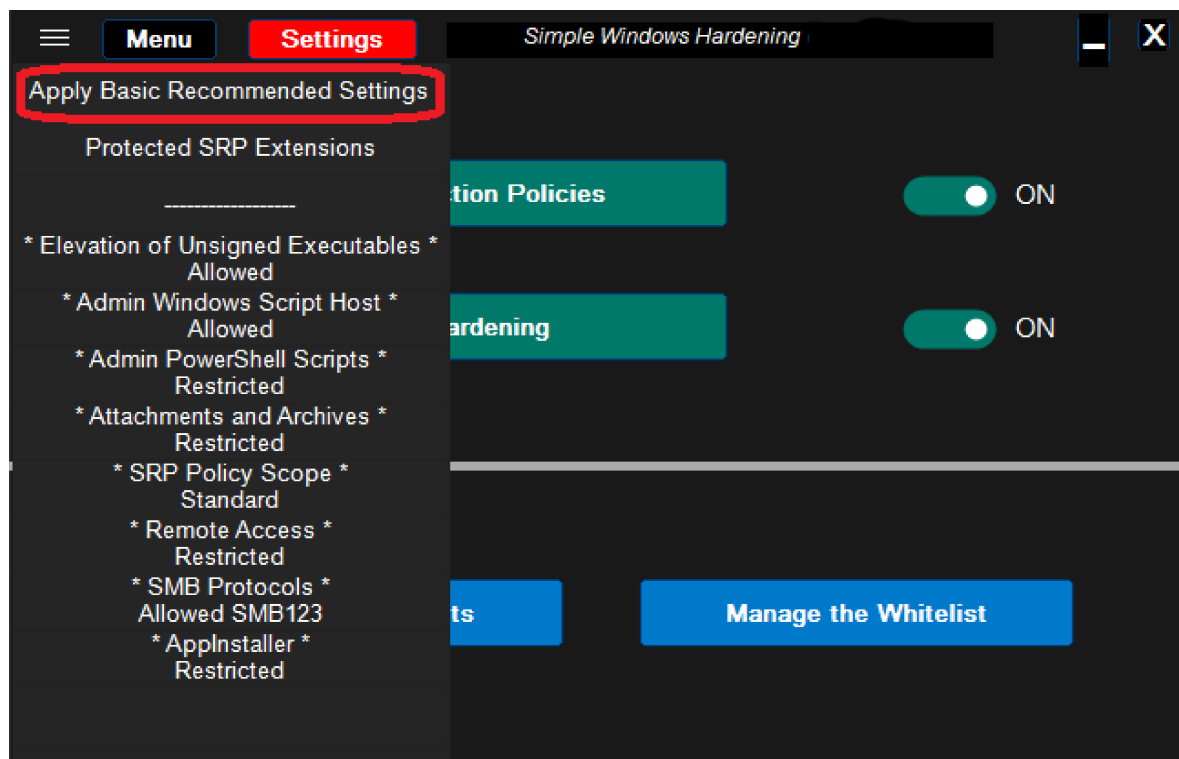 Menu
Settings
Simple Windows Hardening
X
Apply Basic Recommended Settings
Protected SRP Extensions
-------------------
* Elevation of Unsigned Executables *
Allowed
* Admin Windows Script Host *
Allowed
* Admin PowerShell Scripts *
Restricted
* Attachments and Archives *
Restricted
* SRP Policy Scope *
Standard
* Remote Access *
Restricted
* SMB Protocols *
Allowed SMB123
* AppInstaller *
Restricted
tion Policies
ON
ardening
ON
ts
Manage the Whitelist